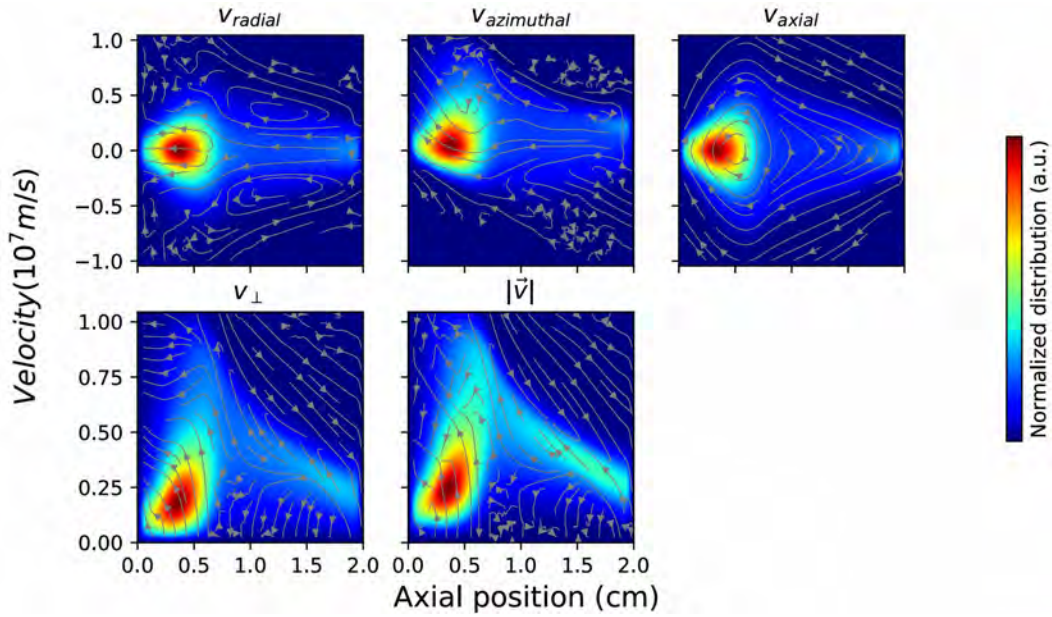 v_radial v_azimuthal v_axial
1.0
0.5
0.0
−0.5
−1.0
v_⊥ |v⃗|
1.00
0.75
0.50
0.25
0.00
0.0 0.5 1.0 1.5 2.0 0.0 0.5 1.0 1.5 2.0
Axial position (cm)
Velocity(10^7 m/s)
Normalized distribution (a.u.)